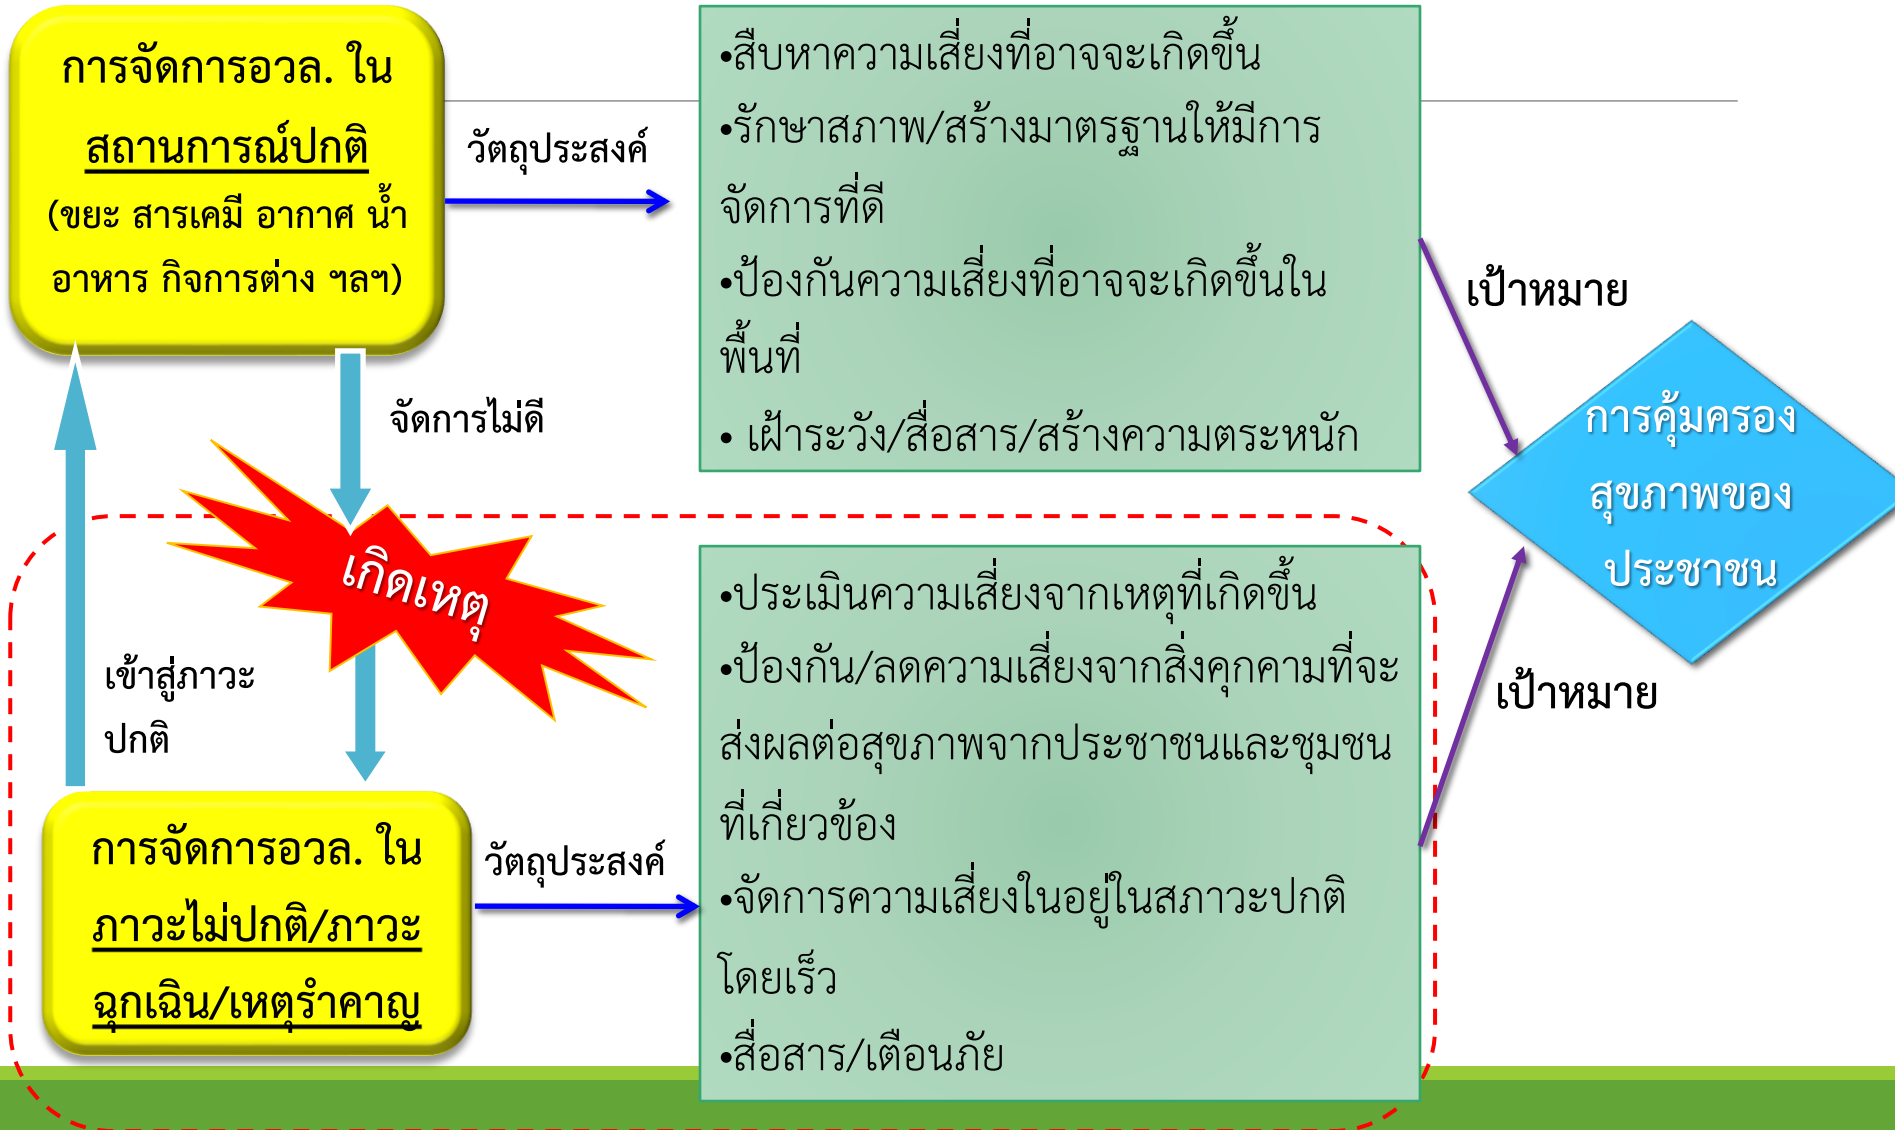 การจัดการอวล. ใน
สถานการณ์ปกติ
(ขยะ สารเคมี อากาศ น้ำ
อาหาร กิจการต่าง ฯลฯ)
วัตถุประสงค์
•สืบหาความเสี่ยงที่อาจจะเกิดขึ้น
•รักษาสภาพ/สร้างมาตรฐานให้มีการ
จัดการที่ดี
•ป้องกันความเสี่ยงที่อาจจะเกิดขึ้นใน
พื้นที่
• เฝ้าระวัง/สื่อสาร/สร้างความตระหนัก
เป้าหมาย
การคุ้มครอง
สุขภาพของ
ประชาชน
จัดการไม่ดี
เกิดเหตุ
เข้าสู่ภาวะ
ปกติ
การจัดการอวล. ใน
ภาวะไม่ปกติ/ภาวะ
ฉุกเฉิน/เหตุรำคาญ
วัตถุประสงค์
•ประเมินความเสี่ยงจากเหตุที่เกิดขึ้น
•ป้องกัน/ลดความเสี่ยงจากสิ่งคุกคามที่จะ
ส่งผลต่อสุขภาพจากประชาชนและชุมชน
ที่เกี่ยวข้อง
•จัดการความเสี่ยงในอยู่ในสภาวะปกติ
โดยเร็ว
•สื่อสาร/เตือนภัย
เป้าหมาย